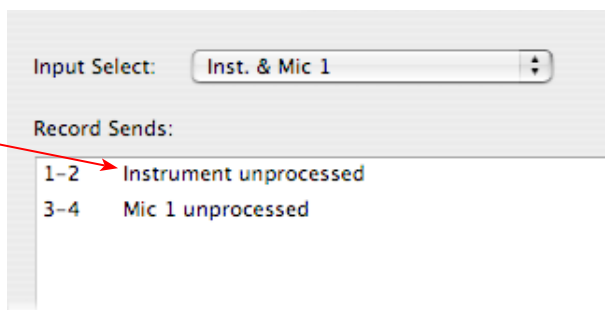 Input Select: Inst. & Mic 1
Record Sends:
1-2 Instrument unprocessed
3-4 Mic 1 unprocessed